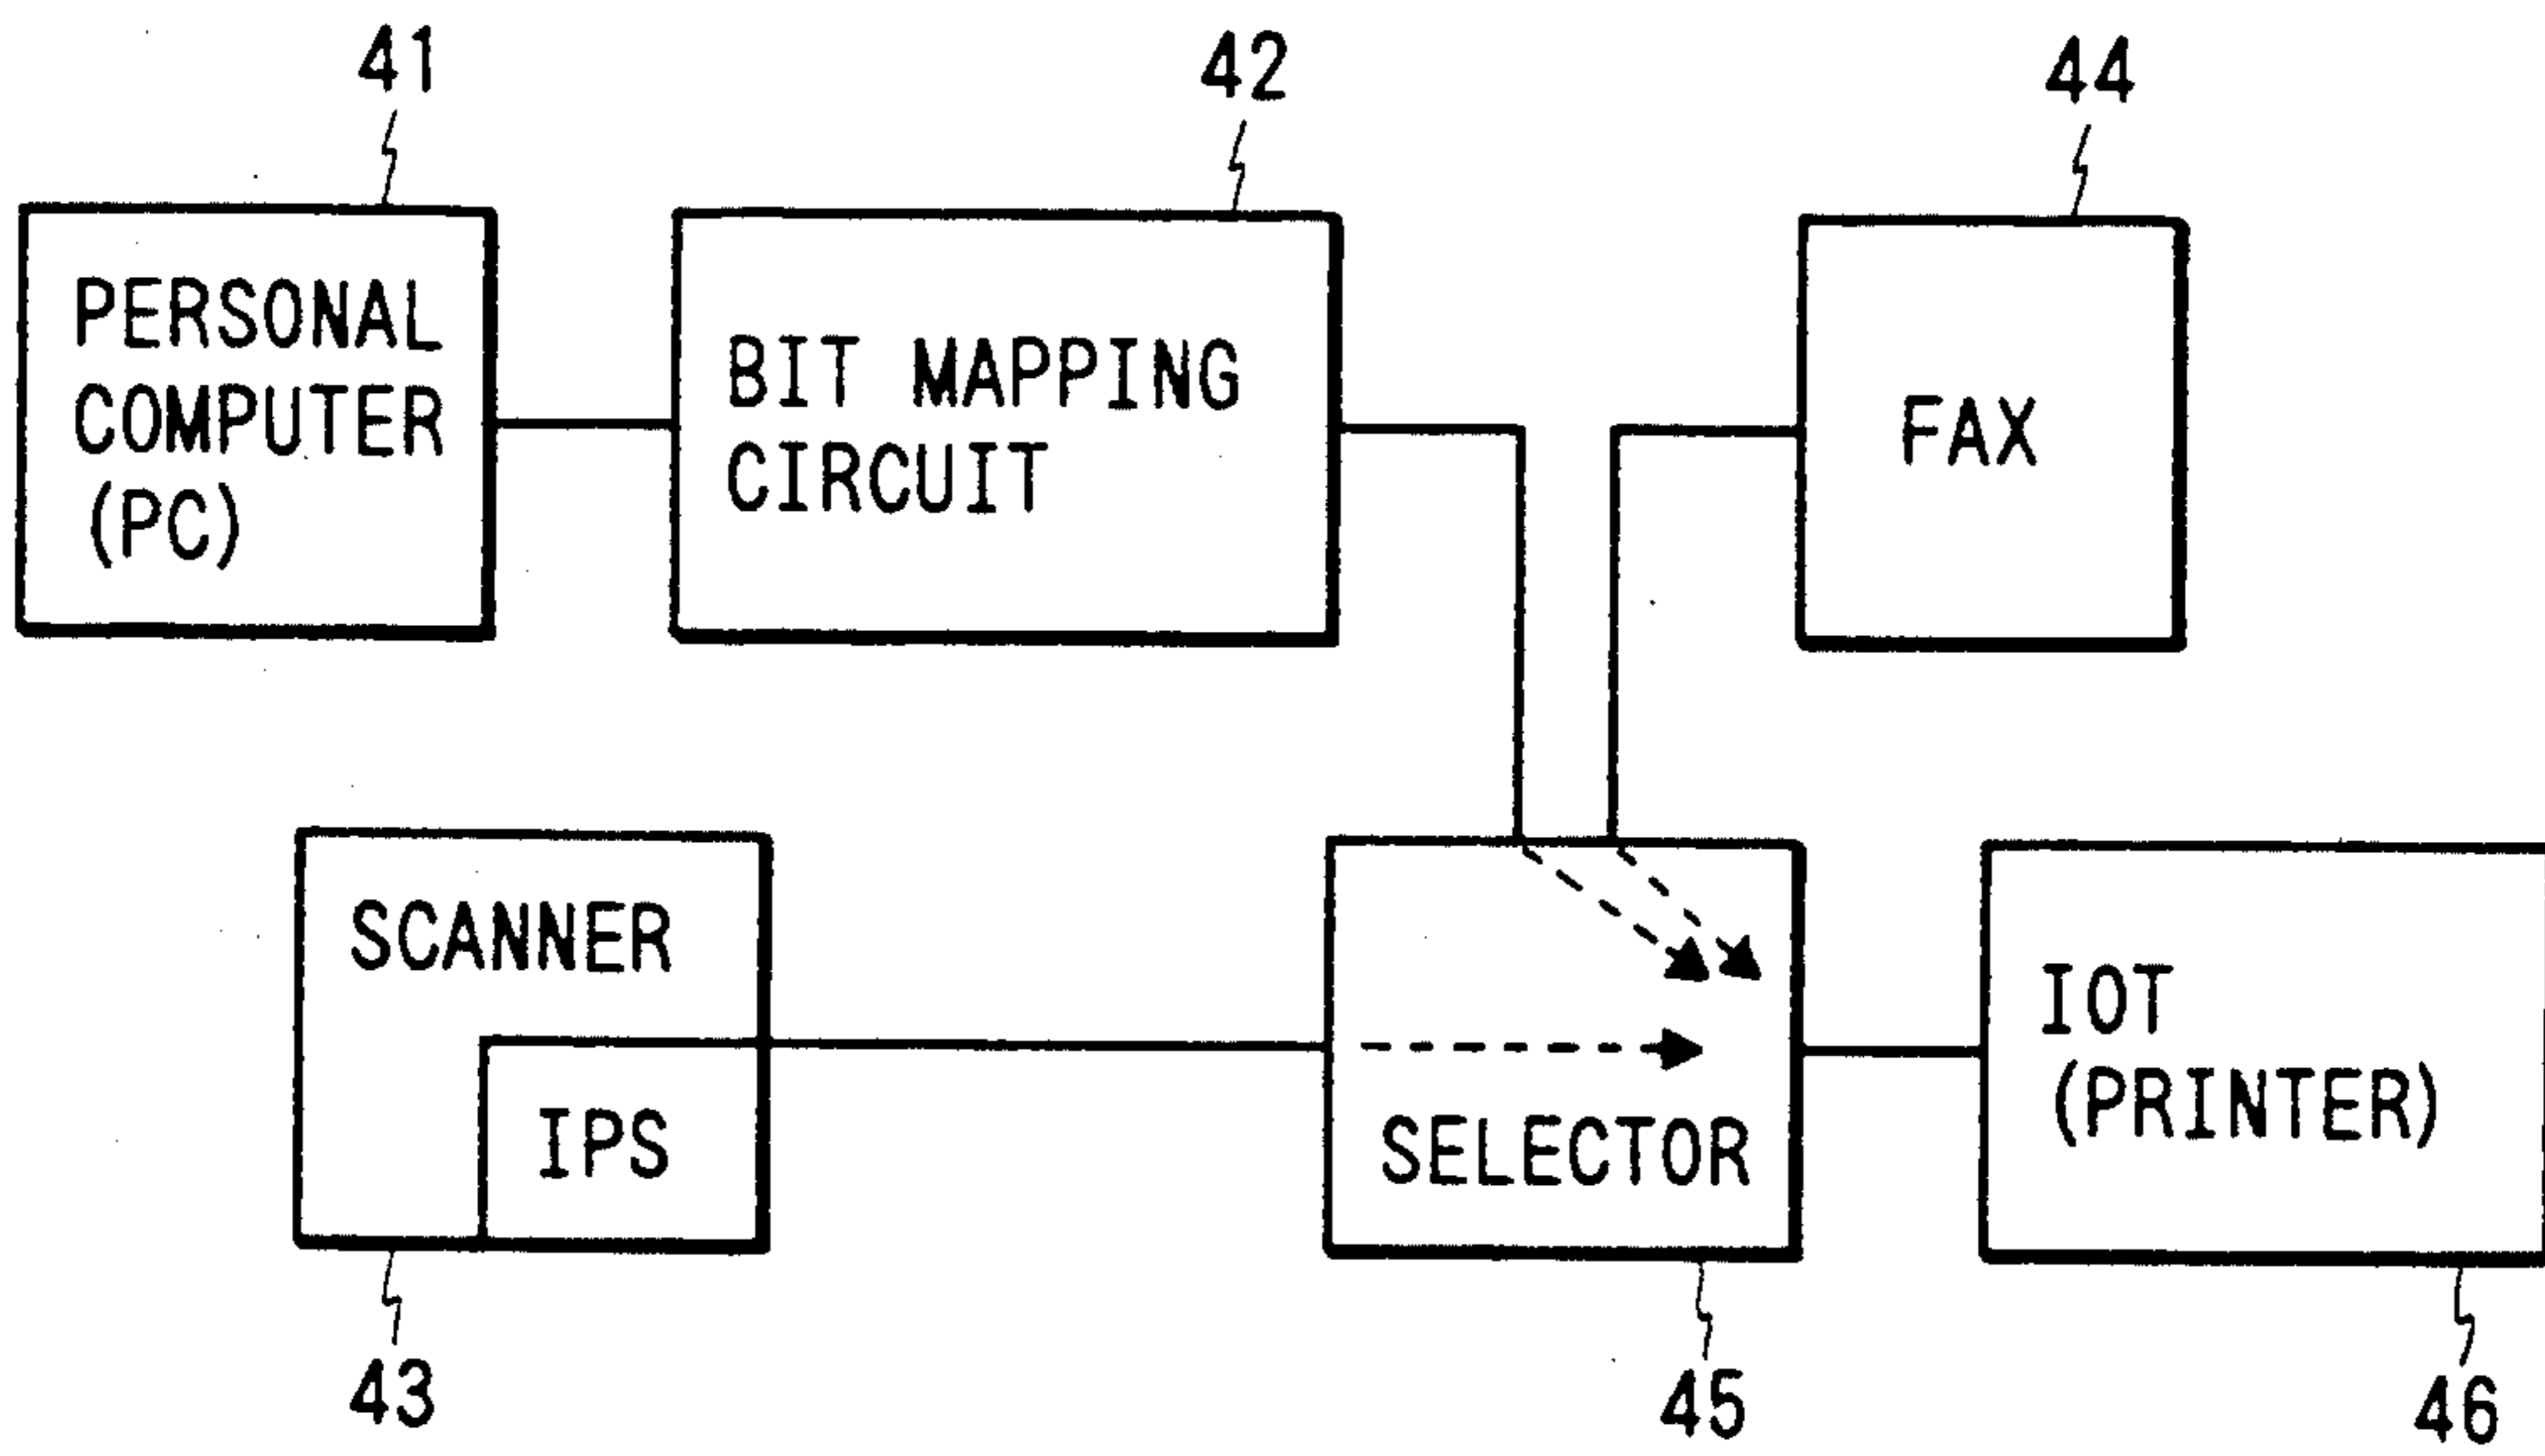 41
42
44
PERSONAL
COMPUTER
(PC)
BIT MAPPING
CIRCUIT
FAX
SCANNER
IPS
SELECTOR
IOT
(PRINTER)
43
45
46